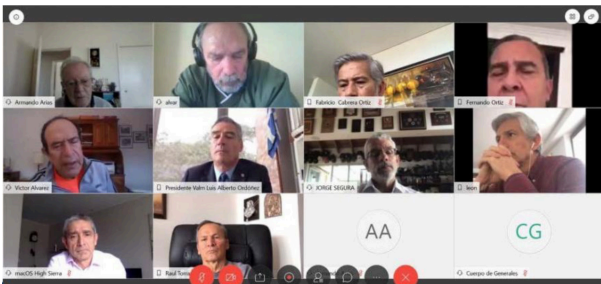 Armando Arias
alvar
Fabricio Cabrera Ortiz
Fernando Ortiz
Victor Alvarez
Presidente Valm Luis Alberto Ordóñez
JORGE SEGURA
leon
macOS High Sierra
Raul
AA
CG
Cuerpo de Generales